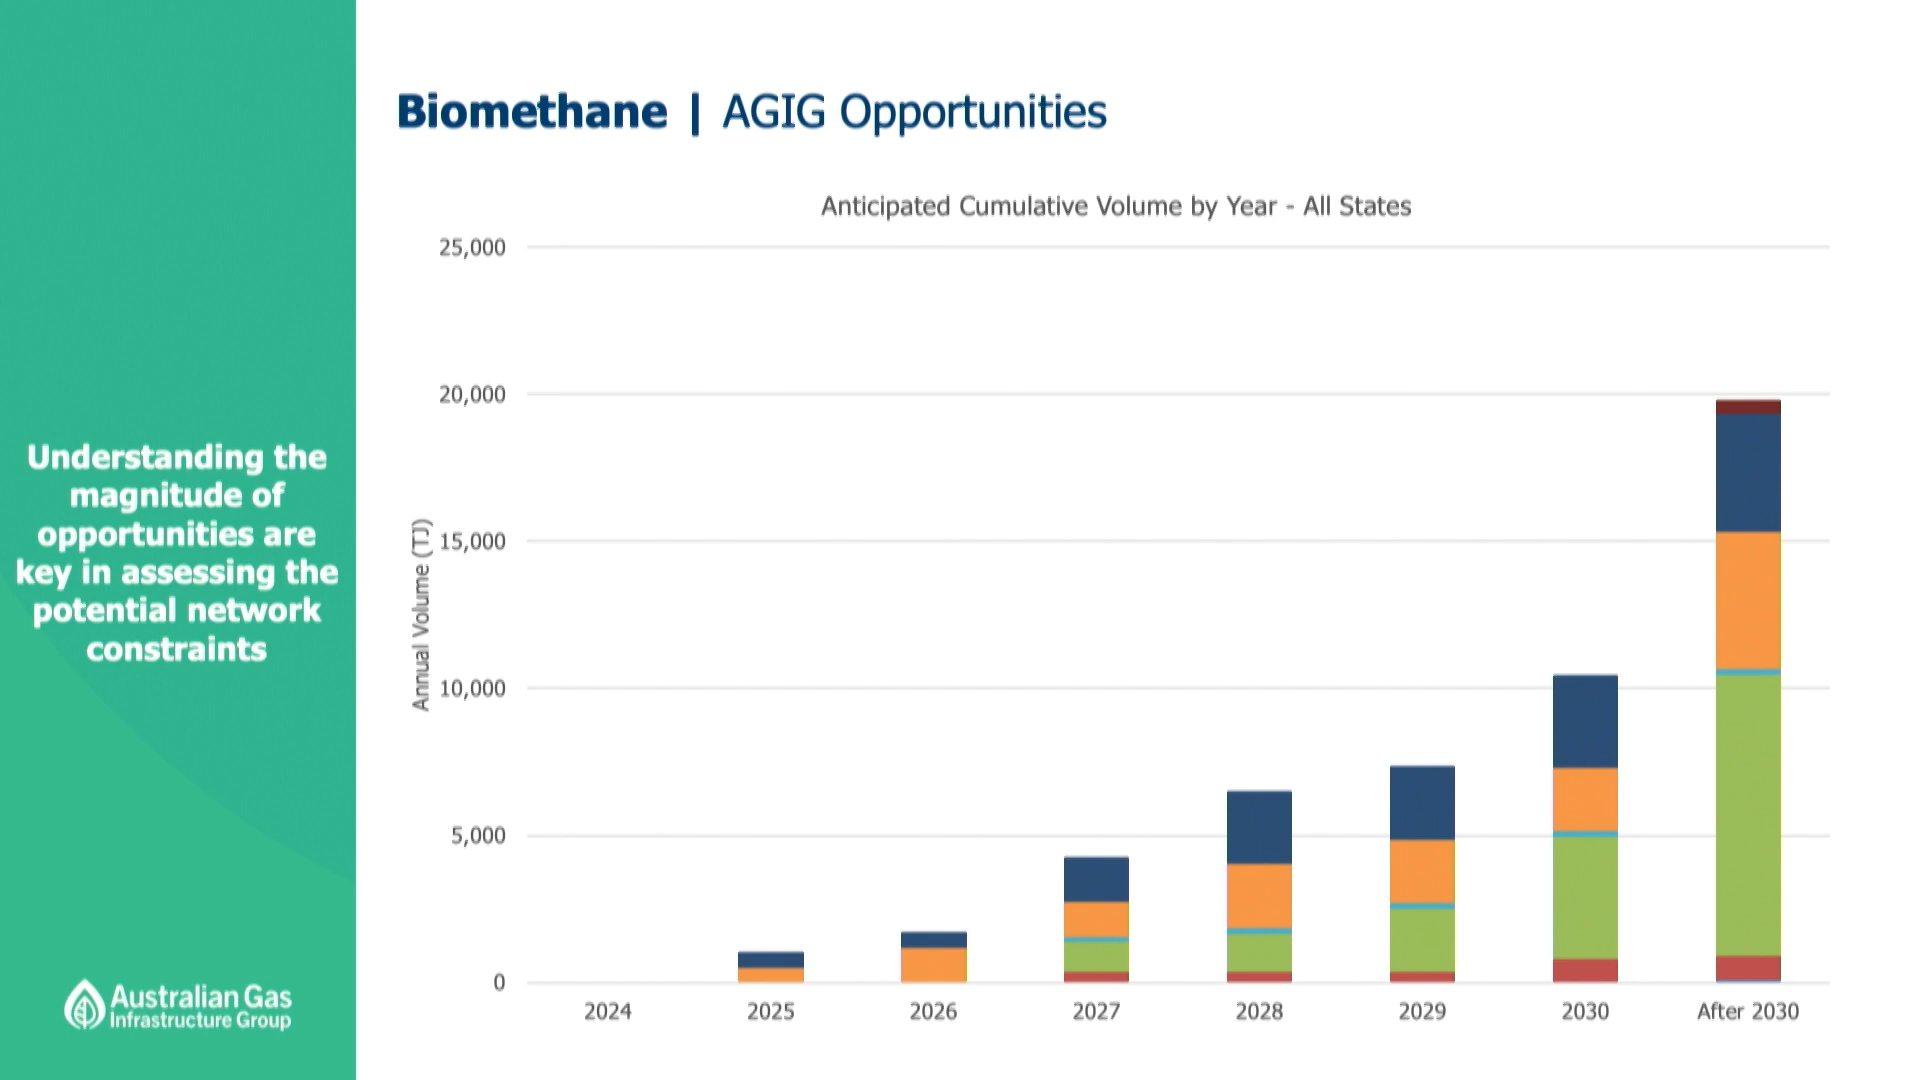 Biomethane | AGIG Opportunities
Understanding the
magnitude of
opportunities are
key in assessing the
potential network
constraints
Australian Gas
Infrastructure Group
Anticipated Cumulative Volume by Year - All States
Annual Volume (TJ)
25,000
20,000
15,000
10,000
5,000
0
2024 2025 2026 2027 2028 2029 2030 After 2030